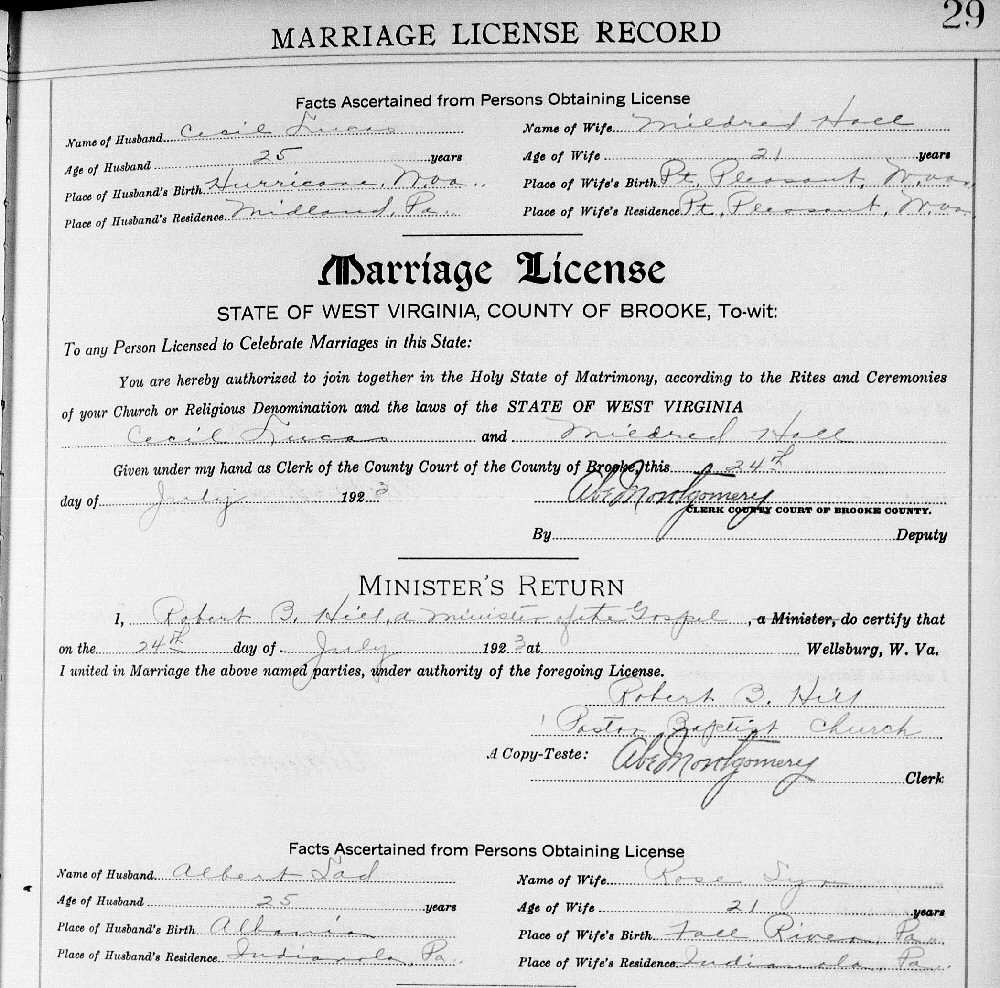 29
MARRIAGE LICENSE RECORD
Facts Ascertained from Persons Obtaining License
Name of Husband Cecil Lucas Name of Wife Mildred Hall
Age of Husband 25 years Age of Wife 21 years
Place of Husband's Birth Hurricane, W.va. Place of Wife's Birth Pt. Pleasant, W.va.
Place of Husband's Residence Midland, Pa. Place of Wife's Residence Pt. Pleasant, W.va.
Marriage License
STATE OF WEST VIRGINIA, COUNTY OF BROOKE, To-wit:
To any Person Licensed to Celebrate Marriages in this State:
You are hereby authorized to join together in the Holy State of Matrimony, according to the Rites and Ceremonies
of your Church or Religious Denomination and the laws of the STATE OF WEST VIRGINIA
Cecil Lucas and Mildred Hall
Given under my hand as Clerk of the County Court of the County of Brooke, this 24th
day of July 1923 Abe Montgomery
CLERK COUNTY COURT OF BROOKE COUNTY.
By Deputy
MINISTER'S RETURN
I, Robert B. Hill, a minister of the Gospel, a Minister, do certify that
on the 24th day of July 1923 at Wellsburg, W. Va.
I united in Marriage the above named parties, under authority of the foregoing License.
Robert B. Hill
Pastor Baptist Church
A Copy-Teste: Abe Montgomery
Clerk
Facts Ascertained from Persons Obtaining License
Name of Husband Albert Name of Wife Rose
Age of Husband 25 years Age of Wife 21 years
Place of Husband's Birth Albania Place of Wife's Birth Fall River, Pa.
Place of Husband's Residence Indianola, Pa. Place of Wife's Residence Indianola, Pa.